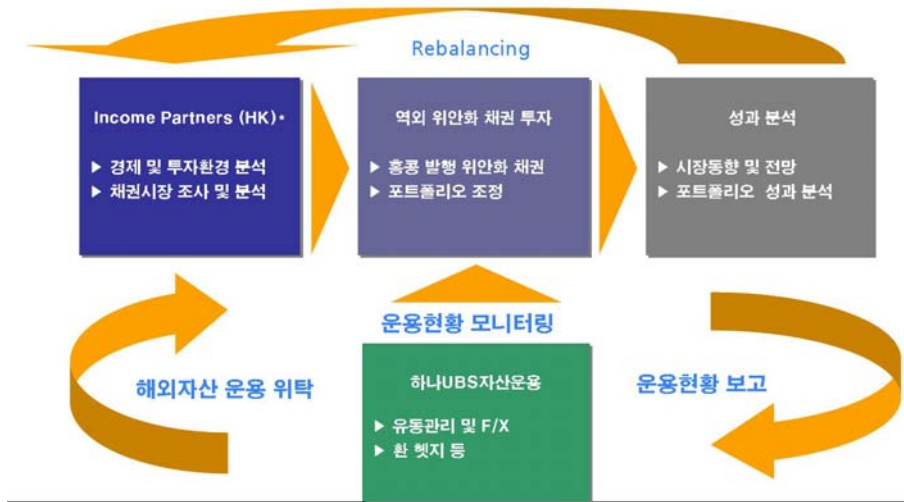 Rebalancing
Income Partners (HK)*
▶ 경제 및 투자환경 분석
▶ 채권시장 조사 및 분석
역외 위안화 채권 투자
▶ 홍콩 발행 위안화 채권
▶ 포트폴리오 조정
성과 분석
▶ 시장동향 및 전망
▶ 포트폴리오 성과 분석
운용현황 모니터링
해외자산 운용 위탁
하나UBS자산운용
▶ 유동관리 및 F/X
▶ 환 헷지 등
운용현황 보고